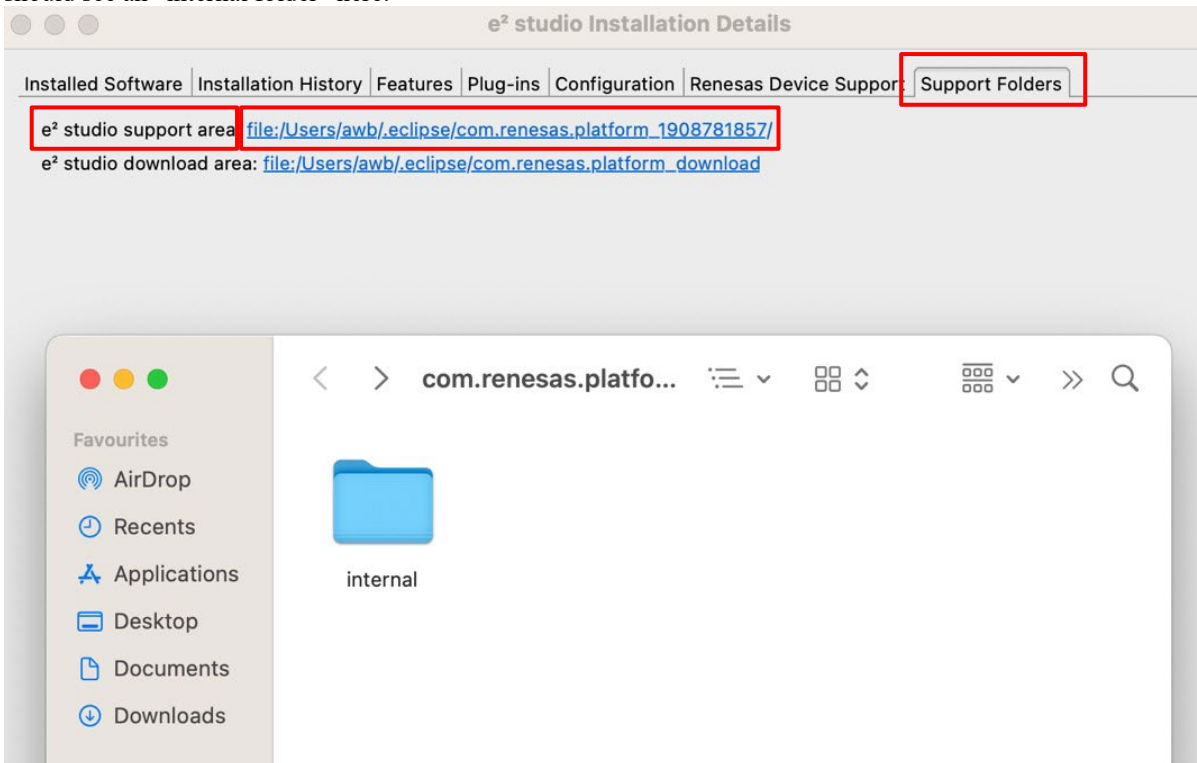 e² studio Installation Details
Installed Software Installation History Features Plug-ins Configuration Renesas Device Support Support Folders
e² studio support area: file:/Users/awb/.eclipse/com.renesas.platform_1908781857/
e² studio download area: file:/Users/awb/.eclipse/com.renesas.platform_download
com.renesas.platfo...
Favourites
AirDrop
Recents
Applications
Desktop
Documents
Downloads
internal